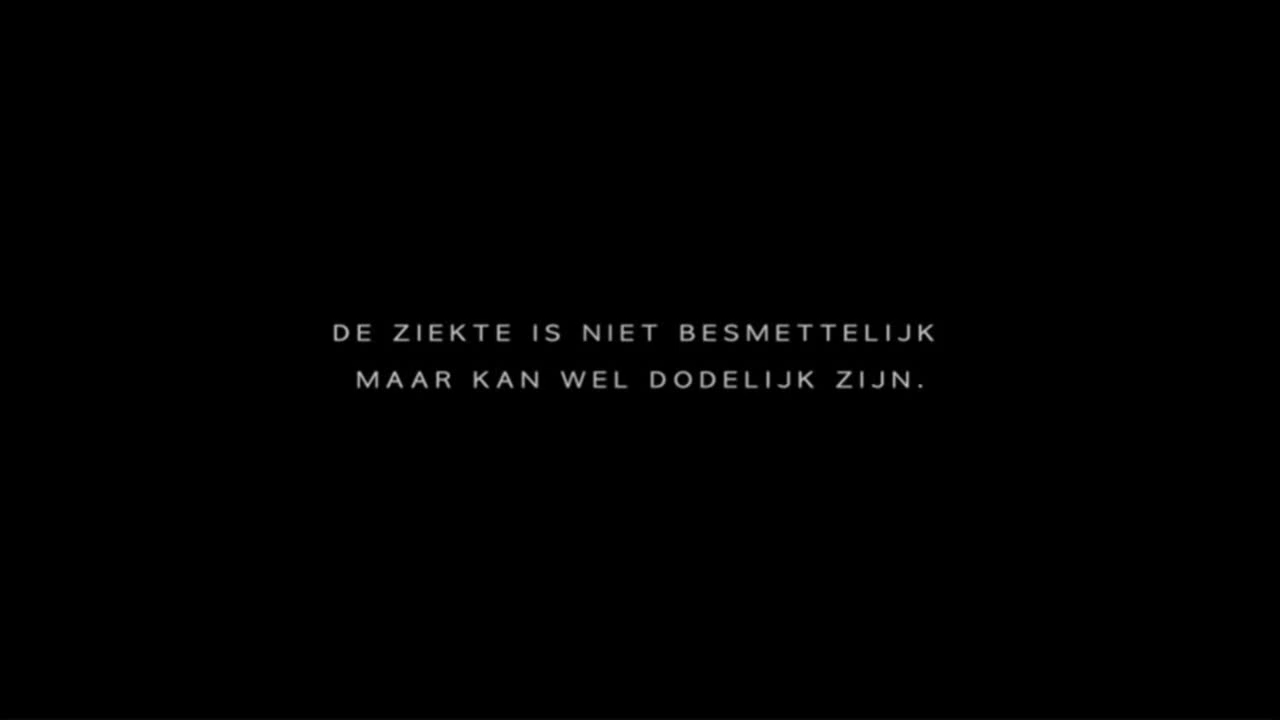 DE ZIEKTE IS NIET BESMETTELIJK
MAAR KAN WEL DODELIJK ZIJN.